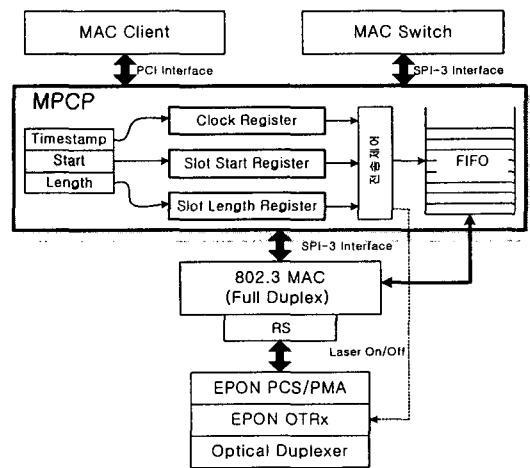 MAC Client
MAC Switch
PCI Interface
SPI-3 Interface
MPCP
Timestamp
Start
Length
Clock Register
Slot Start Register
Slot Length Register
전송제어
FIFO
SPI-3 Interface
802.3 MAC
(Full Duplex)
RS
Laser On/Off
EPON PCS/PMA
EPON OTRx
Optical Duplexer